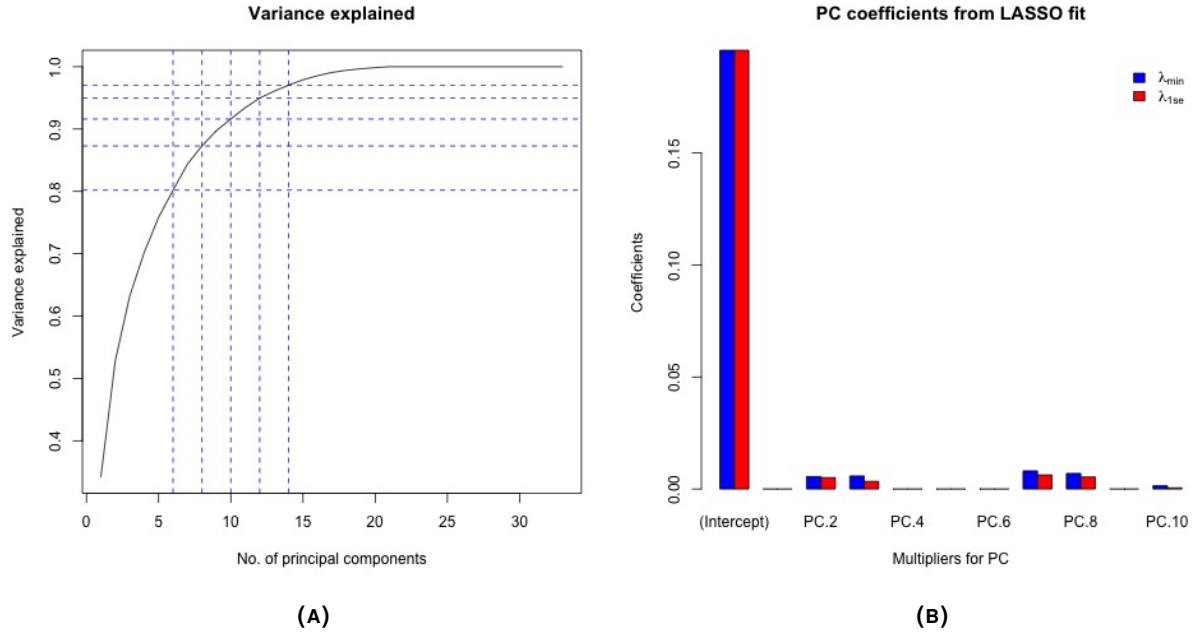 Variance explained
Variance explained
1.0
0.9
0.8
0.7
0.6
0.5
0.4
0 5 10 15 20 25 30
No. of principal components
(A)
PC coefficients from LASSO fit
λmin
λ1se
Coefficients
0.15
0.10
0.05
0.00
(Intercept) PC.2 PC.4 PC.6 PC.8 PC.10
Multipliers for PC
(B)